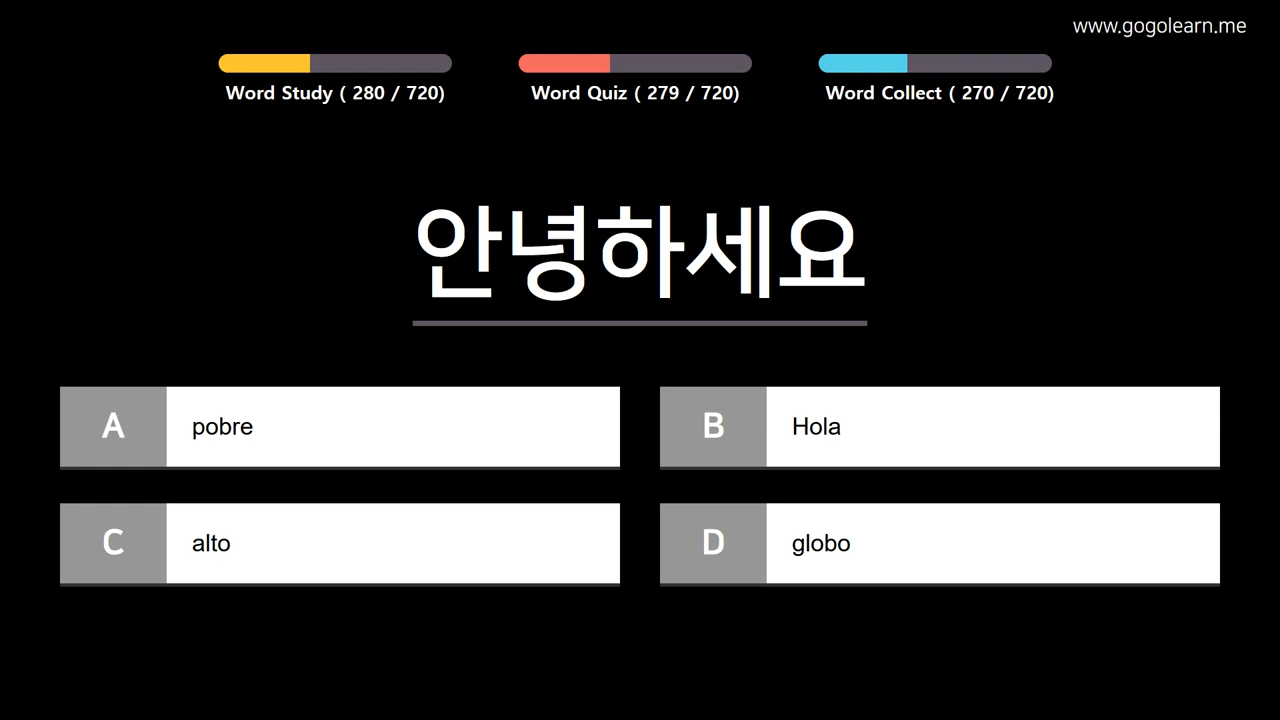 www.gogolearn.me
Word Study ( 280 / 720)
Word Quiz ( 279 / 720)
Word Collect ( 270 / 720)
안녕하세요
A pobre
B Hola
C alto
D globo